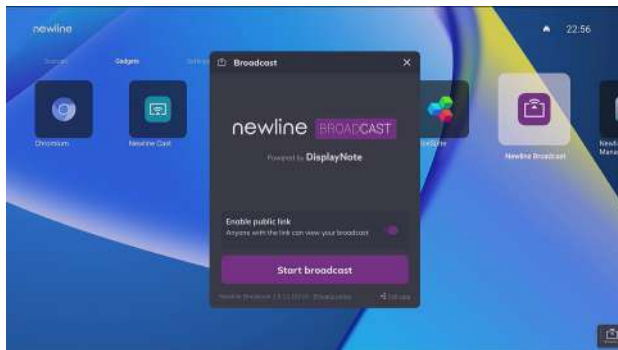 newline
22:56
Gadgets
Broadcast
newline BROADCAST
Powered by DisplayNote
Chromium
Newline Cast
Newline Broadcast
Enable public link
Anyone with the link can view your broadcast
Start broadcast